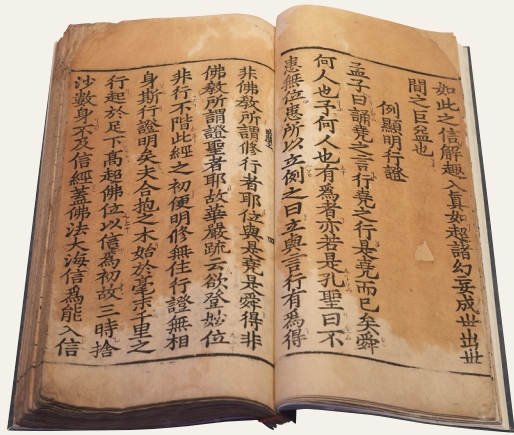 如此之信解趣入真如超諸幻妄成世出世
間之巨益也
例顯明行證
孟子曰誦堯之言行堯之行是堯而已矣舜
何人也予何人也有爲者亦若是孔聖曰不
患無位患所以立例之曰立典言行有爲得
非佛敎所謂修行者耶位典是堯是舜得非
佛敎所謂證聖者耶故華嚴疏云欲登妙位
非行不階此經之初便明修無住行證無相
身斯行證明矣夫合抱之木始於毫末千里之
行起於足下髙超佛位以信爲初故三時捨
沙數身不及信經蓋佛法大海信爲能入信